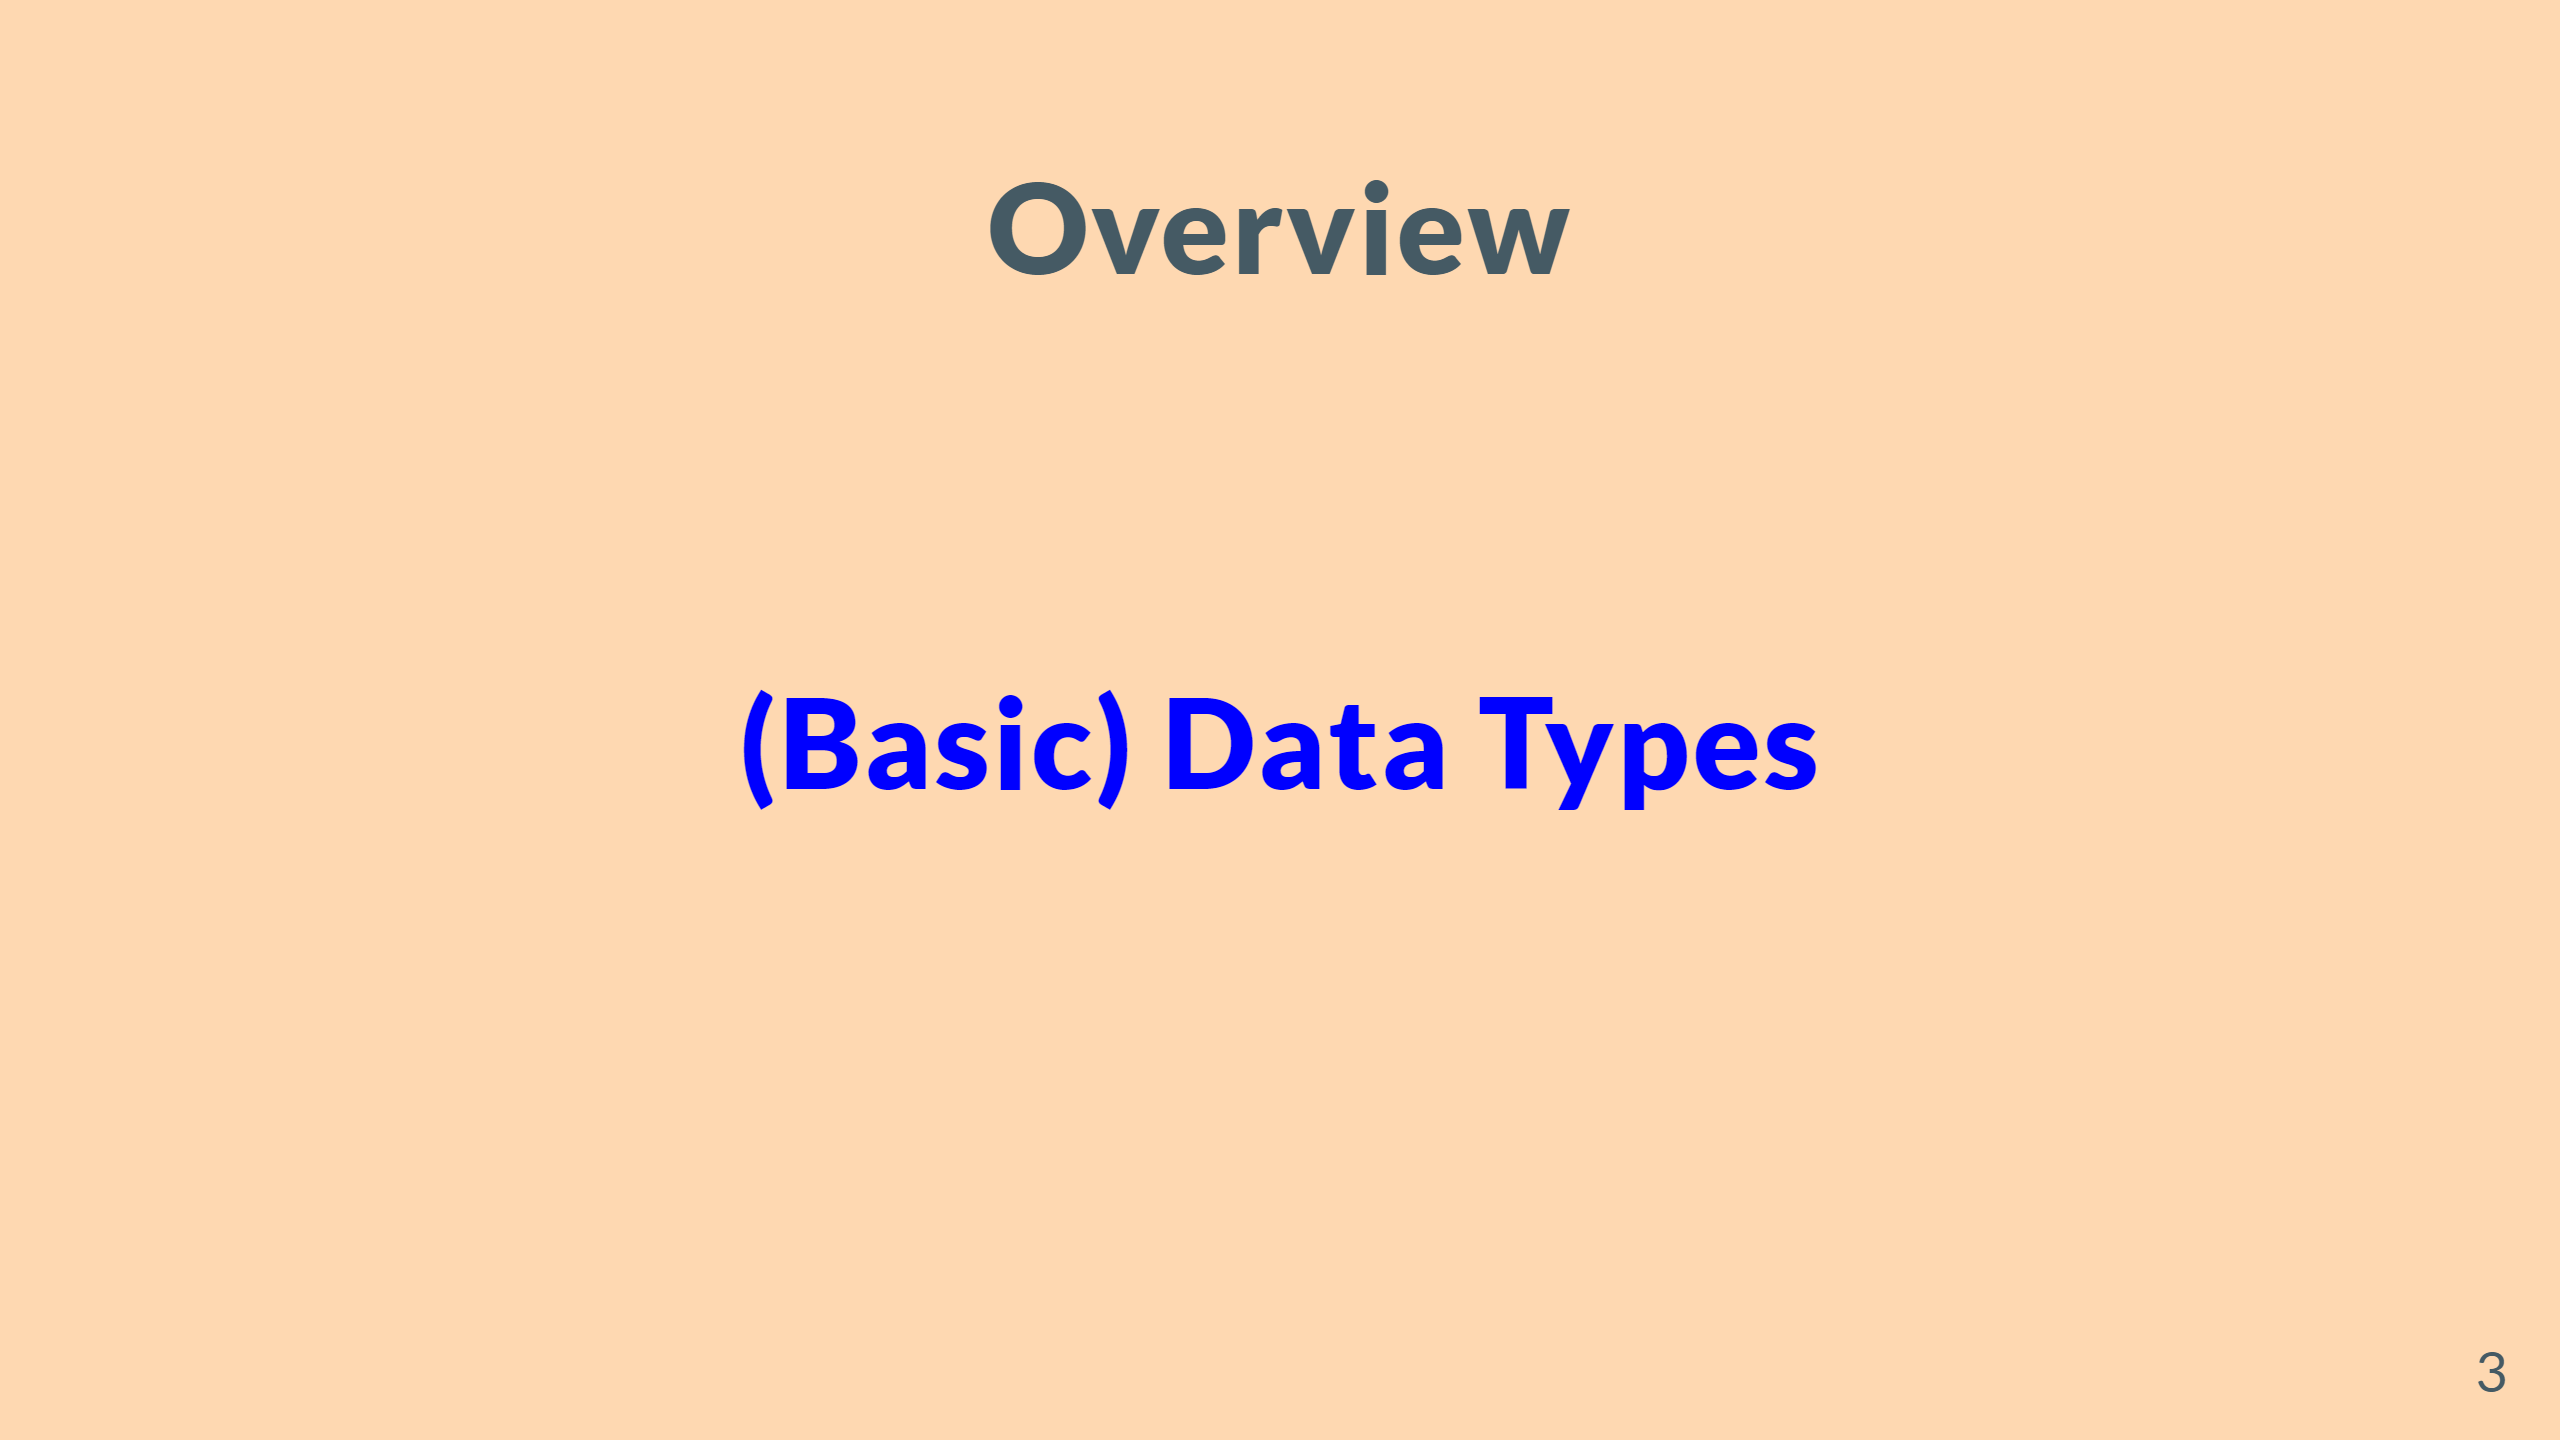 Overview
(Basic) Data Types
3